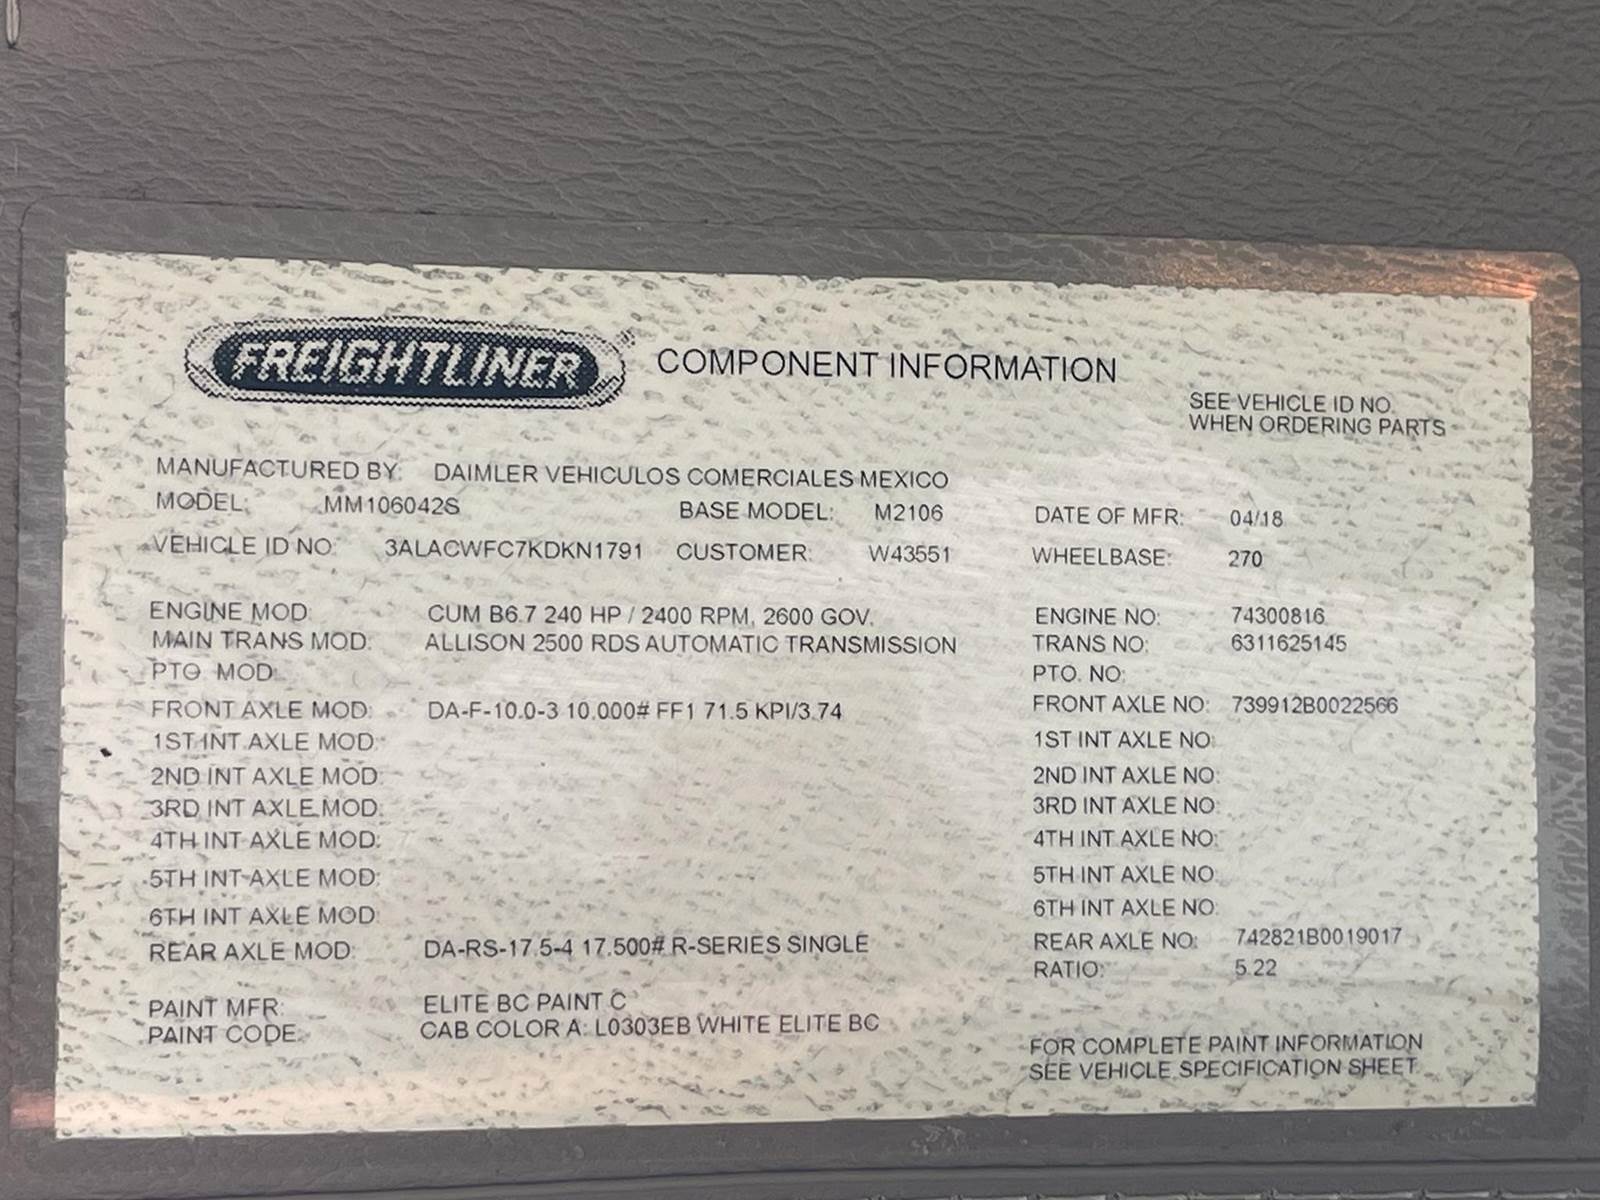 FREIGHTLINER COMPONENT INFORMATION
SEE VEHICLE ID NO.
WHEN ORDERING PARTS
MANUFACTURED BY: DAIMLER VEHICULOS COMERCIALES MEXICO
MODEL: MM106042S BASE MODEL: M2106 DATE OF MFR: 04/18
VEHICLE ID NO: 3ALACWFC7KDKN1791 CUSTOMER: W43551 WHEELBASE: 270
ENGINE MOD: CUM B6.7 240 HP / 2400 RPM, 2600 GOV. ENGINE NO: 74300816
MAIN TRANS MOD: ALLISON 2500 RDS AUTOMATIC TRANSMISSION TRANS NO: 6311625145
PTO MOD: PTO. NO:
FRONT AXLE MOD: DA-F-10.0-3 10.000# FF1 71.5 KPI/3.74 FRONT AXLE NO: 739912B0022566
1ST INT AXLE MOD: 1ST INT AXLE NO:
2ND INT AXLE MOD: 2ND INT AXLE NO:
3RD INT AXLE MOD: 3RD INT AXLE NO:
4TH INT AXLE MOD: 4TH INT AXLE NO:
5TH INT AXLE MOD: 5TH INT AXLE NO:
6TH INT AXLE MOD: 6TH INT AXLE NO:
REAR AXLE MOD: DA-RS-17.5-4 17.500# R-SERIES SINGLE REAR AXLE NO: 742821B0019017
RATIO: 5.22
PAINT MFR: ELITE BC PAINT C
PAINT CODE: CAB COLOR A: L0303EB WHITE ELITE BC
FOR COMPLETE PAINT INFORMATION
SEE VEHICLE SPECIFICATION SHEET.